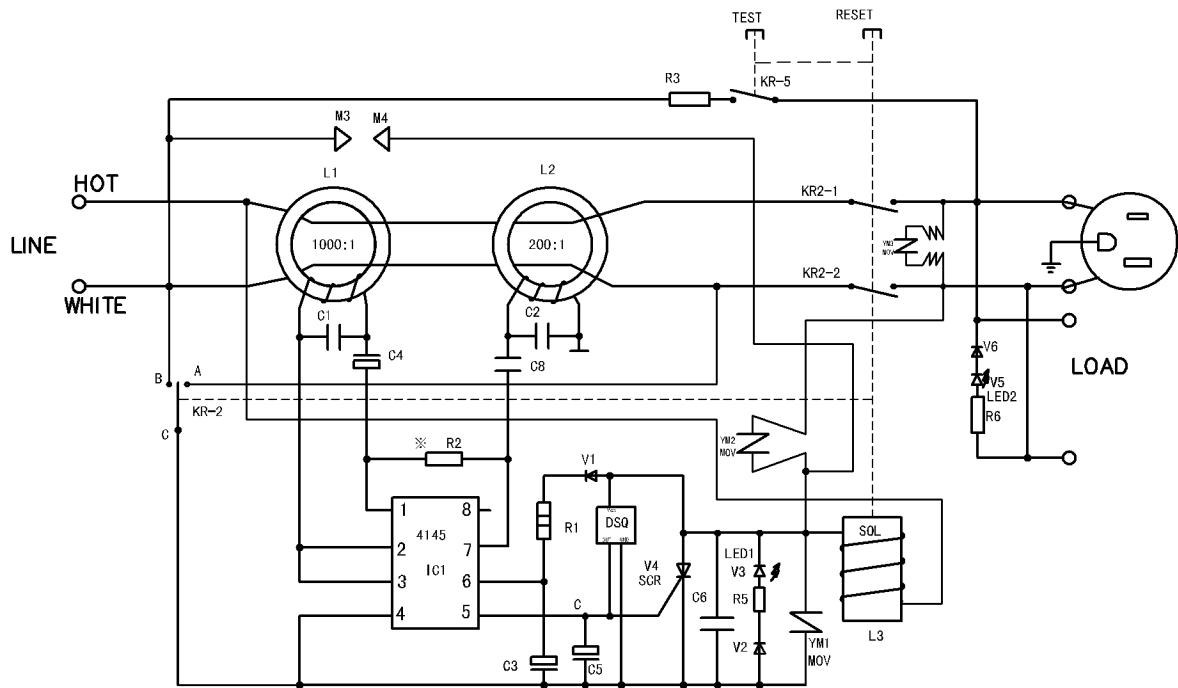 TEST
RESET
R3
KR-5
M3
M4
L1
L2
HOT
KR2-1
1000:1
200:1
YM3
MOV
LINE
KR2-2
WHITE
C1
C2
C4
C8
V6
LOAD
V5
LED2
B
A
KR-2
R6
C
※
R2
YM2
MOV
V1
1
8
4145
R1
DSQ
SOL
2
7
IC1
V4
SCR
LED1
V3
3
6
C6
R5
4
5
C
L3
C3
C5
V2
YM1
MOV